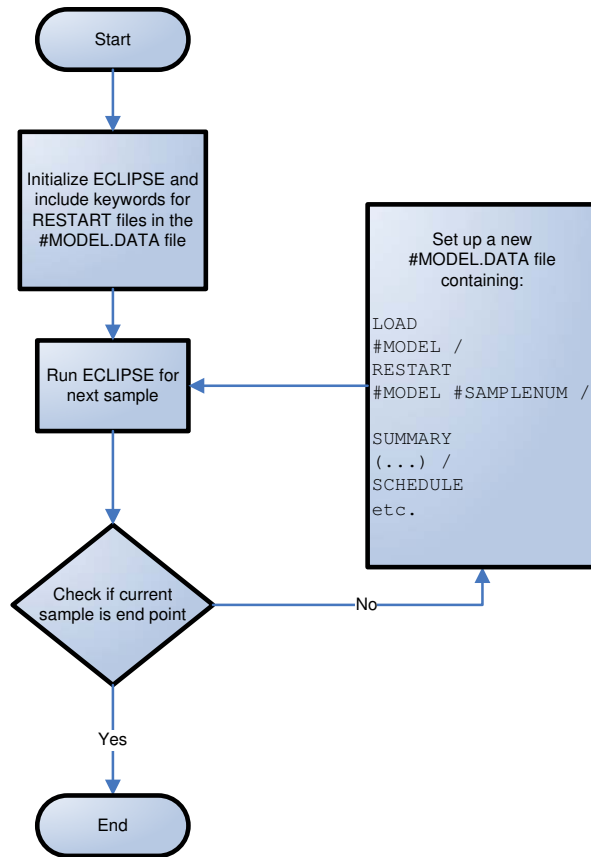 Start
Initialize ECLIPSE and
include keywords for
RESTART files in the
#MODEL.DATA file
Run ECLIPSE for
next sample
Check if current
sample is end point
No
Set up a new
#MODEL.DATA file
containing:
LOAD
#MODEL /
RESTART
#MODEL #SAMPLENUM /
SUMMARY
(...) /
SCHEDULE
etc.
Yes
End